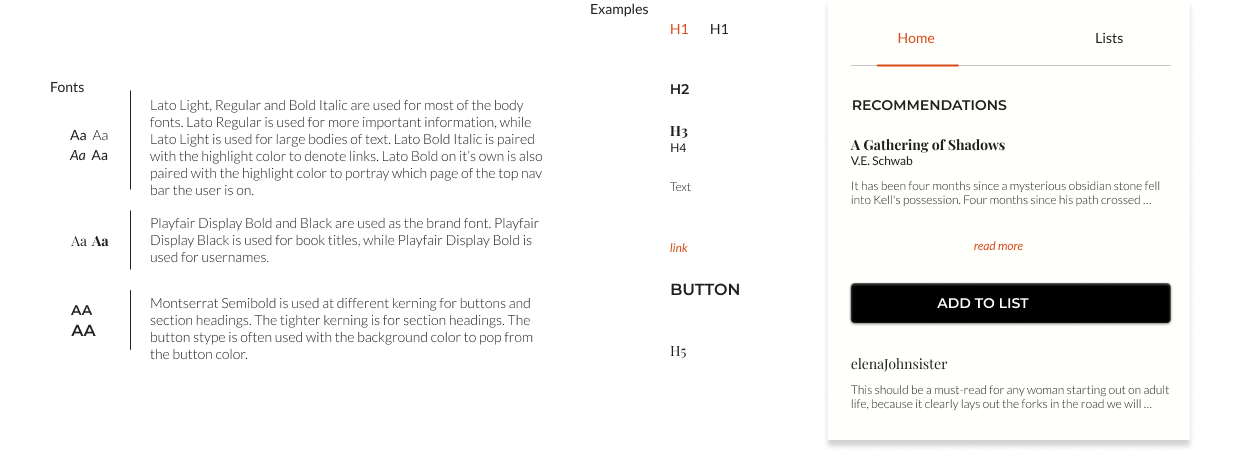 Fonts
Aa Aa
Aa Aa
Lato Light, Regular and Bold Italic are used for most of the body
fonts. Lato Regular is used for more important information, while
Lato Light is used for large bodies of text. Lato Bold Italic is paired
with the highlight color to denote links. Lato Bold on it's own is also
paired with the highlight color to portray which page of the top nav
bar the user is on.
Aa Aa
Playfair Display Bold and Black are used as the brand font. Playfair
Display Black is used for book titles, while Playfair Display Bold is
used for usernames.
AA
AA
Montserrat Semibold is used at different kerning for buttons and
section headings. The tighter kerning is for section headings. The
button stype is often used with the background color to pop from
the button color.
Examples
H1 H1
H2
H3
H4
Text
link
BUTTON
H5
Home Lists
RECOMMENDATIONS
A Gathering of Shadows
V.E. Schwab
It has been four months since a mysterious obsidian stone fell
into Kell's possession. Four months since his path crossed ...
read more
ADD TO LIST
elenaJohnsister
This should be a must-read for any woman starting out on adult
life, because it clearly lays out the forks in the road we will ...